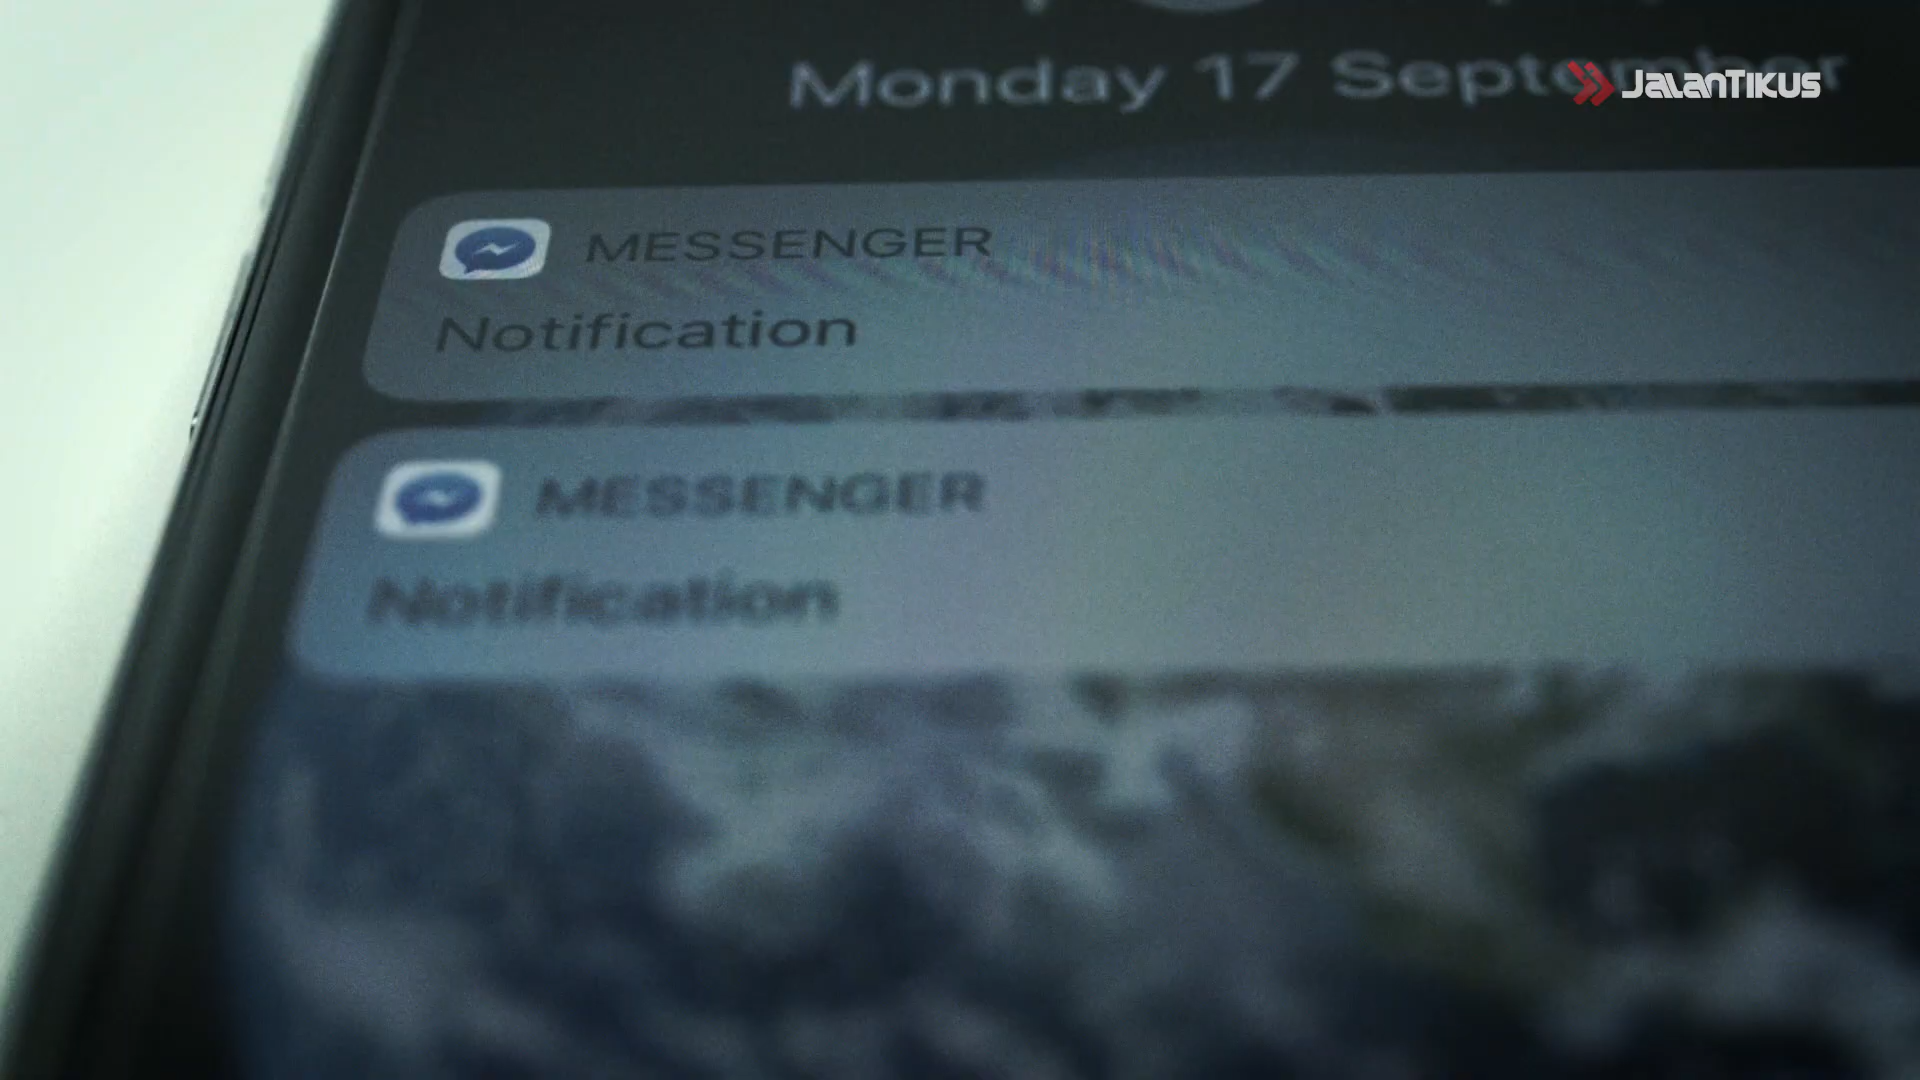 Monday 17 September
JALANTIKUS
MESSENGER
Notification
MESSENGER
Notification